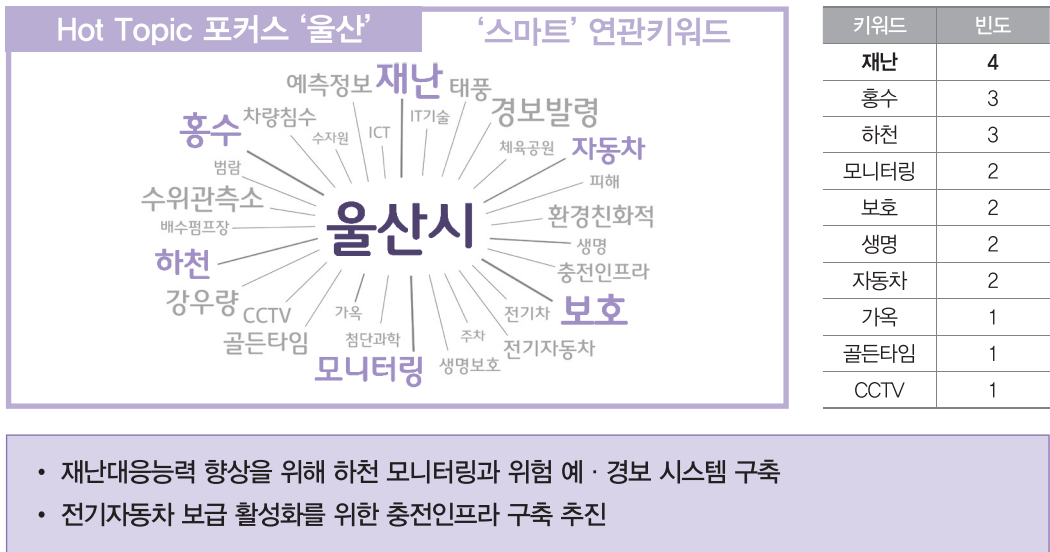 Hot Topic 포커스 ‘울산’
‘스마트’ 연관키워드
재난
예측정보
태풍
경보발령
차량침수
IT기술
ICT
수자원
홍수
체육공원
자동차
범람
피해
수위관측소
환경친화적
배수펌프장
울산시
생명
하천
충전인프라
강우량
CCTV
가옥
전기차
보호
골든타임
첨단과학
주차
전기자동차
모니터링
생명보호
키워드 빈도
재난 4
홍수 3
하천 3
모니터링 2
보호 2
생명 2
자동차 2
가옥 1
골든타임 1
CCTV 1
• 재난대응능력 향상을 위해 하천 모니터링과 위험 예 · 경보 시스템 구축
• 전기자동차 보급 활성화를 위한 충전인프라 구축 추진